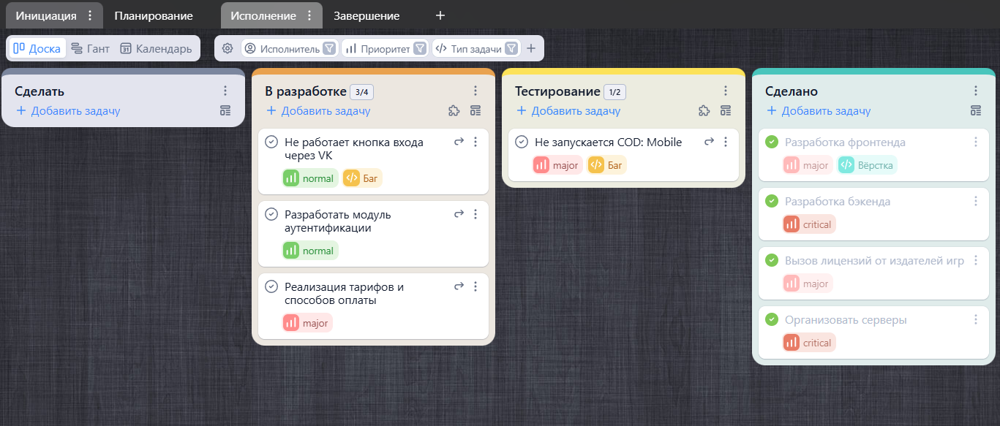 Инициация
Планирование
Исполнение
Завершение
Доска
Гант
31
Календарь
Исполнитель
Приоритет
Тип задачи
Сделать
Добавить задачу
В разработке 3/4
Добавить задачу
Не работает кнопка входа
через VK
normal
Баг
Разработать модуль
аутентификации
normal
Реализация тарифов и
способов оплаты
major
Тестирование 1/2
Добавить задачу
Не запускается COD: Mobile
major
Баг
Сделано
Добавить задачу
Разработка фронтенда
major
Вёрстка
Разработка бэкенда
critical
Вызов лицензий от издателей игр
major
Организовать серверы
critical